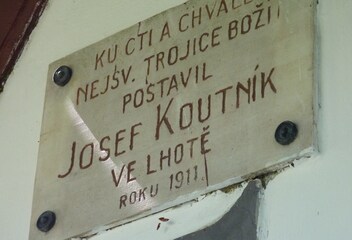 KU CTI A CHVÁLE
NEJSV. TROJICE BOŽÍ
POSTAVIL
JOSEF KOUTNÍK
VE LHOTĚ
ROKU 1911.